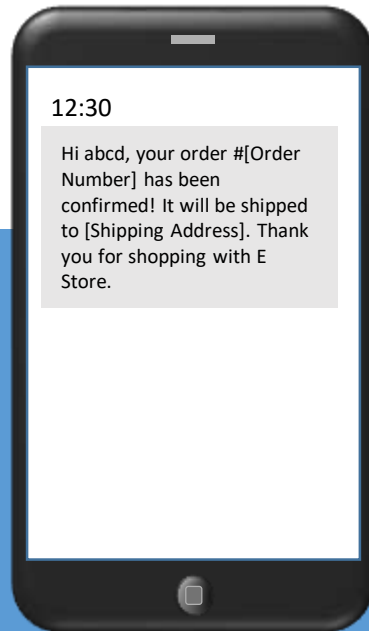 12:30
Hi abcd, your order #[Order
Number] has been
confirmed! It will be shipped
to [Shipping Address]. Thank
you for shopping with E
Store.